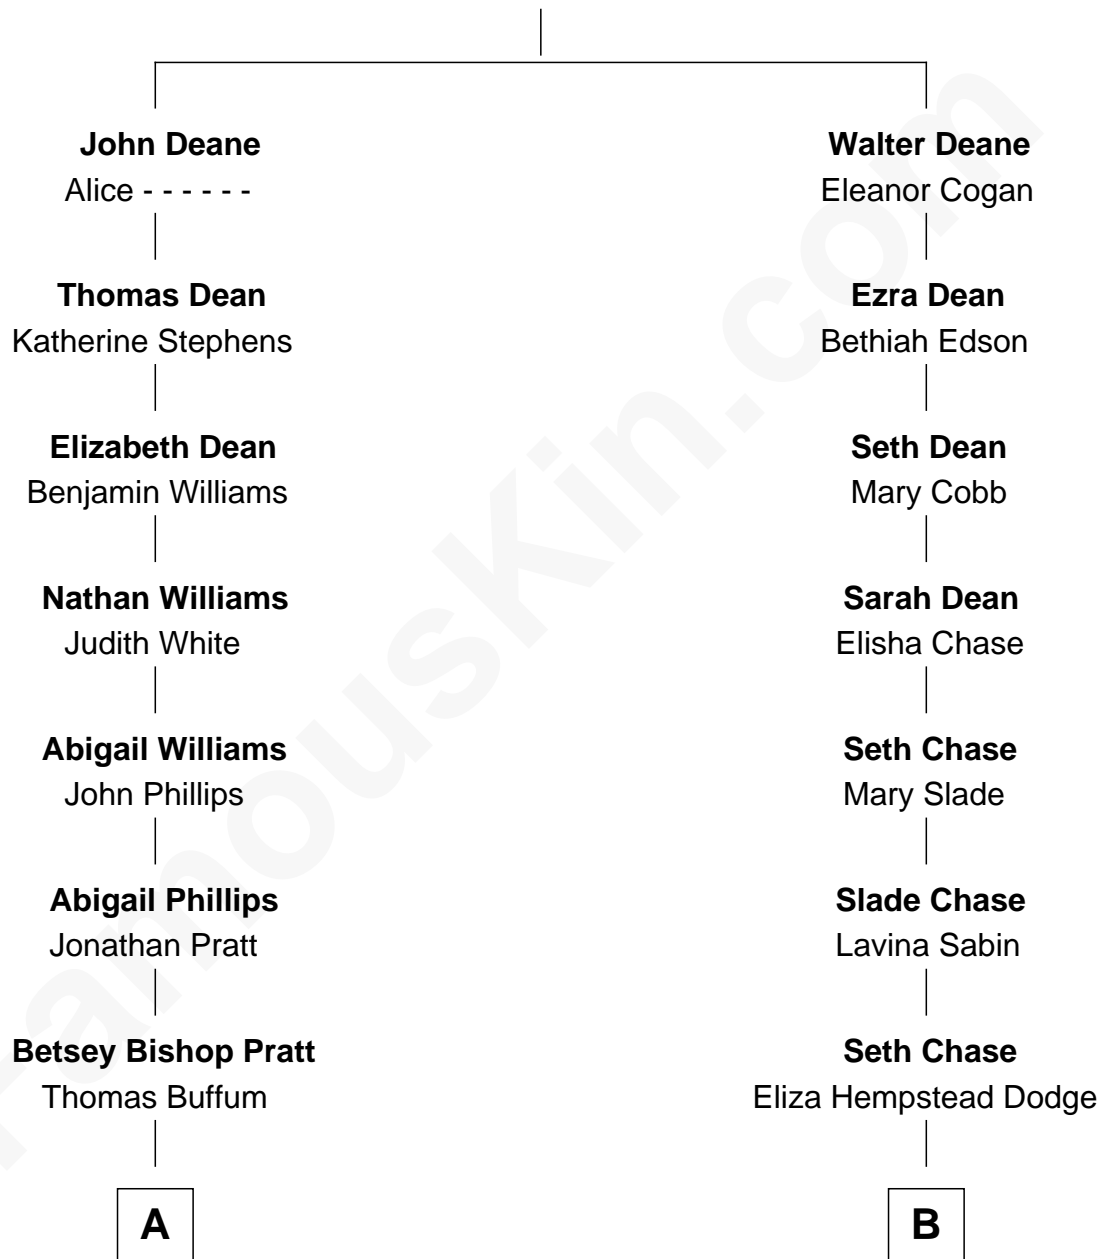 John Deane
Alice - - - - - -
Thomas Dean
Katherine Stephens
Elizabeth Dean
Benjamin Williams
Nathan Williams
Judith White
Abigail Williams
John Phillips
Abigail Phillips
Jonathan Pratt
Betsey Bishop Pratt
Thomas Buffum
A
Walter Deane
Eleanor Cogan
Ezra Dean
Bethiah Edson
Seth Dean
Mary Cobb
Sarah Dean
Elisha Chase
Seth Chase
Mary Slade
Slade Chase
Lavina Sabin
Seth Chase
Eliza Hempstead Dodge
B
FamousKin.com